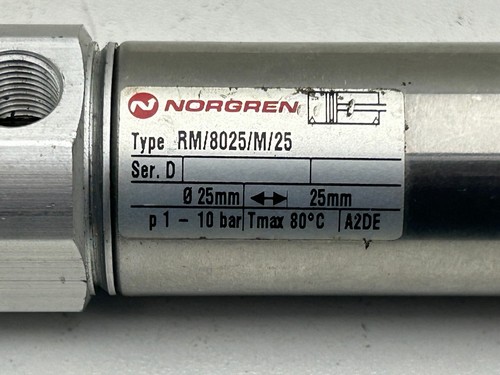 NORGREN
Type RM/8025/M/25
Ser. D
Ø 25mm 25mm
p 1 - 10 bar Tmax 80°C A2DE